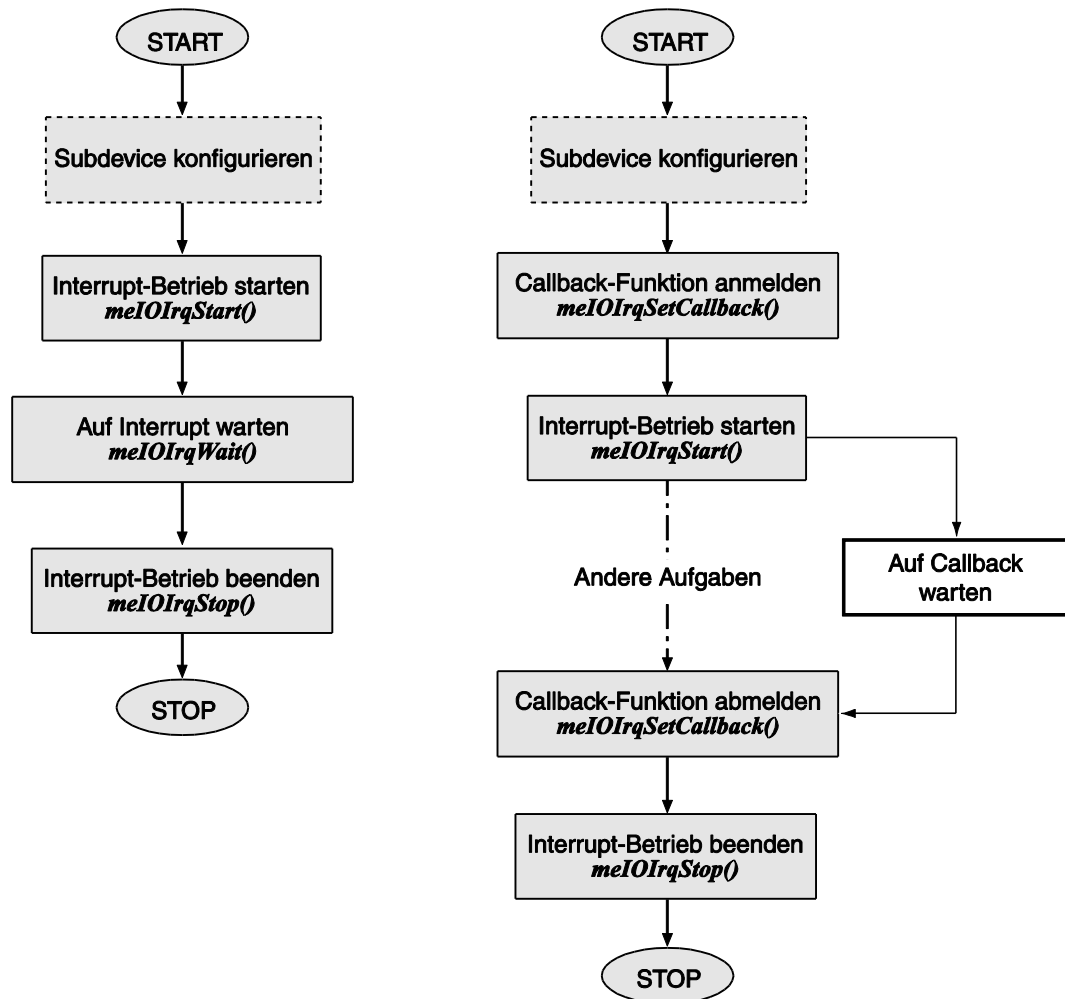 START
Subdevice konfigurieren
Interrupt-Betrieb starten
meIOIrqStart()
Auf Interrupt warten
meIOIrqWait()
Interrupt-Betrieb beenden
meIOIrqStop()
STOP
START
Subdevice konfigurieren
Callback-Funktion anmelden
meIOIrqSetCallback()
Interrupt-Betrieb starten
meIOIrqStart()
Andere Aufgaben
Auf Callback
warten
Callback-Funktion abmelden
meIOIrqSetCallback()
Interrupt-Betrieb beenden
meIOIrqStop()
STOP